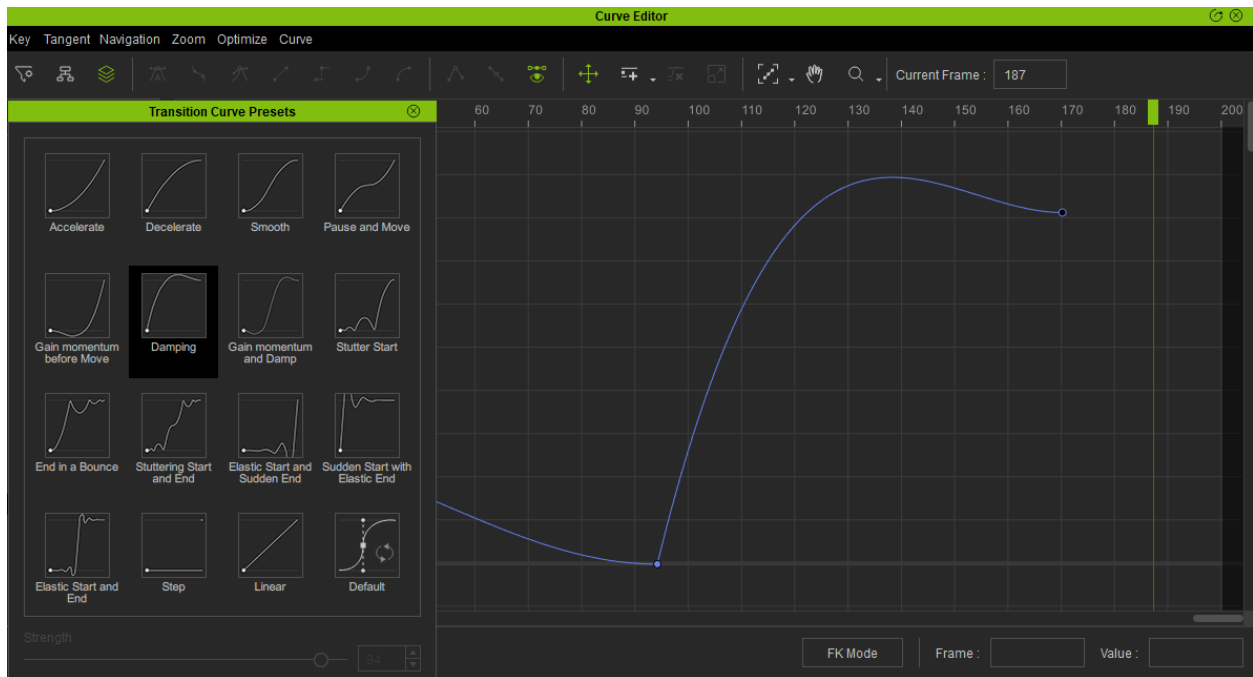 Curve Editor
Key Tangent Navigation Zoom Optimize Curve
Current Frame : 187
Transition Curve Presets
60 70 80 90 100 110 120 130 140 150 160 170 180 190 200
Accelerate Decelerate Smooth Pause and Move
Gain momentum before Move
Damping
Gain momentum and Damp
Stutter Start
End in a Bounce
Stuttering Start and End
Elastic Start and Sudden End
Sudden Start with Elastic End
Elastic Start and End
Step
Linear
Default
Strength
94
FK Mode Frame : Value :